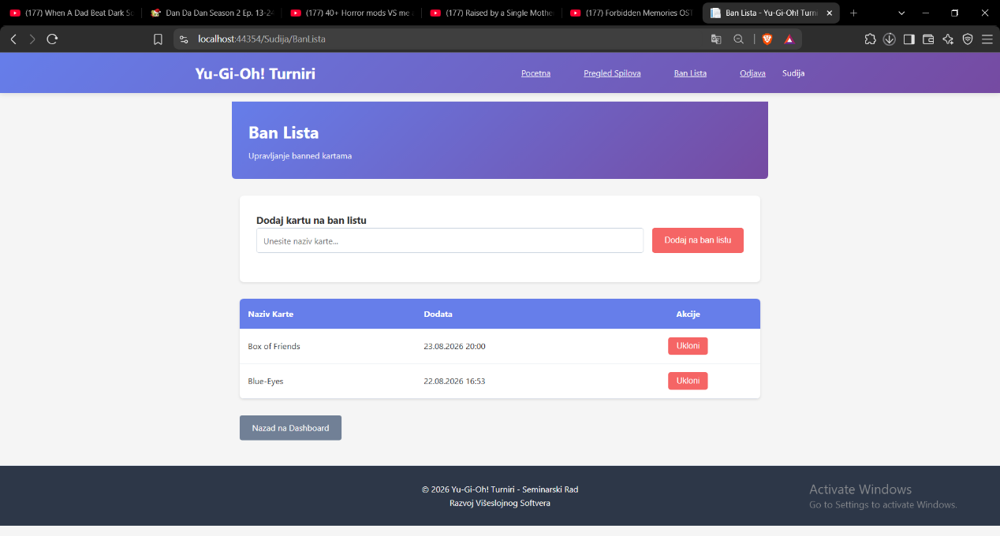 (177) When A Dad Beat Dark So
Dan Da Dan Season 2 Ep. 13-24
(177) 40+ Horror mods VS me a
(177) Raised by a Single Mothe
(177) Forbidden Memories OST
Ban Lista - Yu-Gi-Oh! Turniri
localhost:44354/Sudija/BanLista
Yu-Gi-Oh! Turniri
Pocetna
Pregled Spilova
Ban Lista
Odjava
Sudija
Ban Lista
Upravljanje banned kartama
Dodaj kartu na ban listu
Unesite naziv karte...
Dodaj na ban listu
Naziv Karte Dodata Akcije
Box of Friends 23.08.2026 20:00 Ukloni
Blue-Eyes 22.08.2026 16:53 Ukloni
Nazad na Dashboard
© 2026 Yu-Gi-Oh! Turniri - Seminarski Rad
Razvoj Višeslojnog Softvera
Activate Windows
Go to Settings to activate Windows.